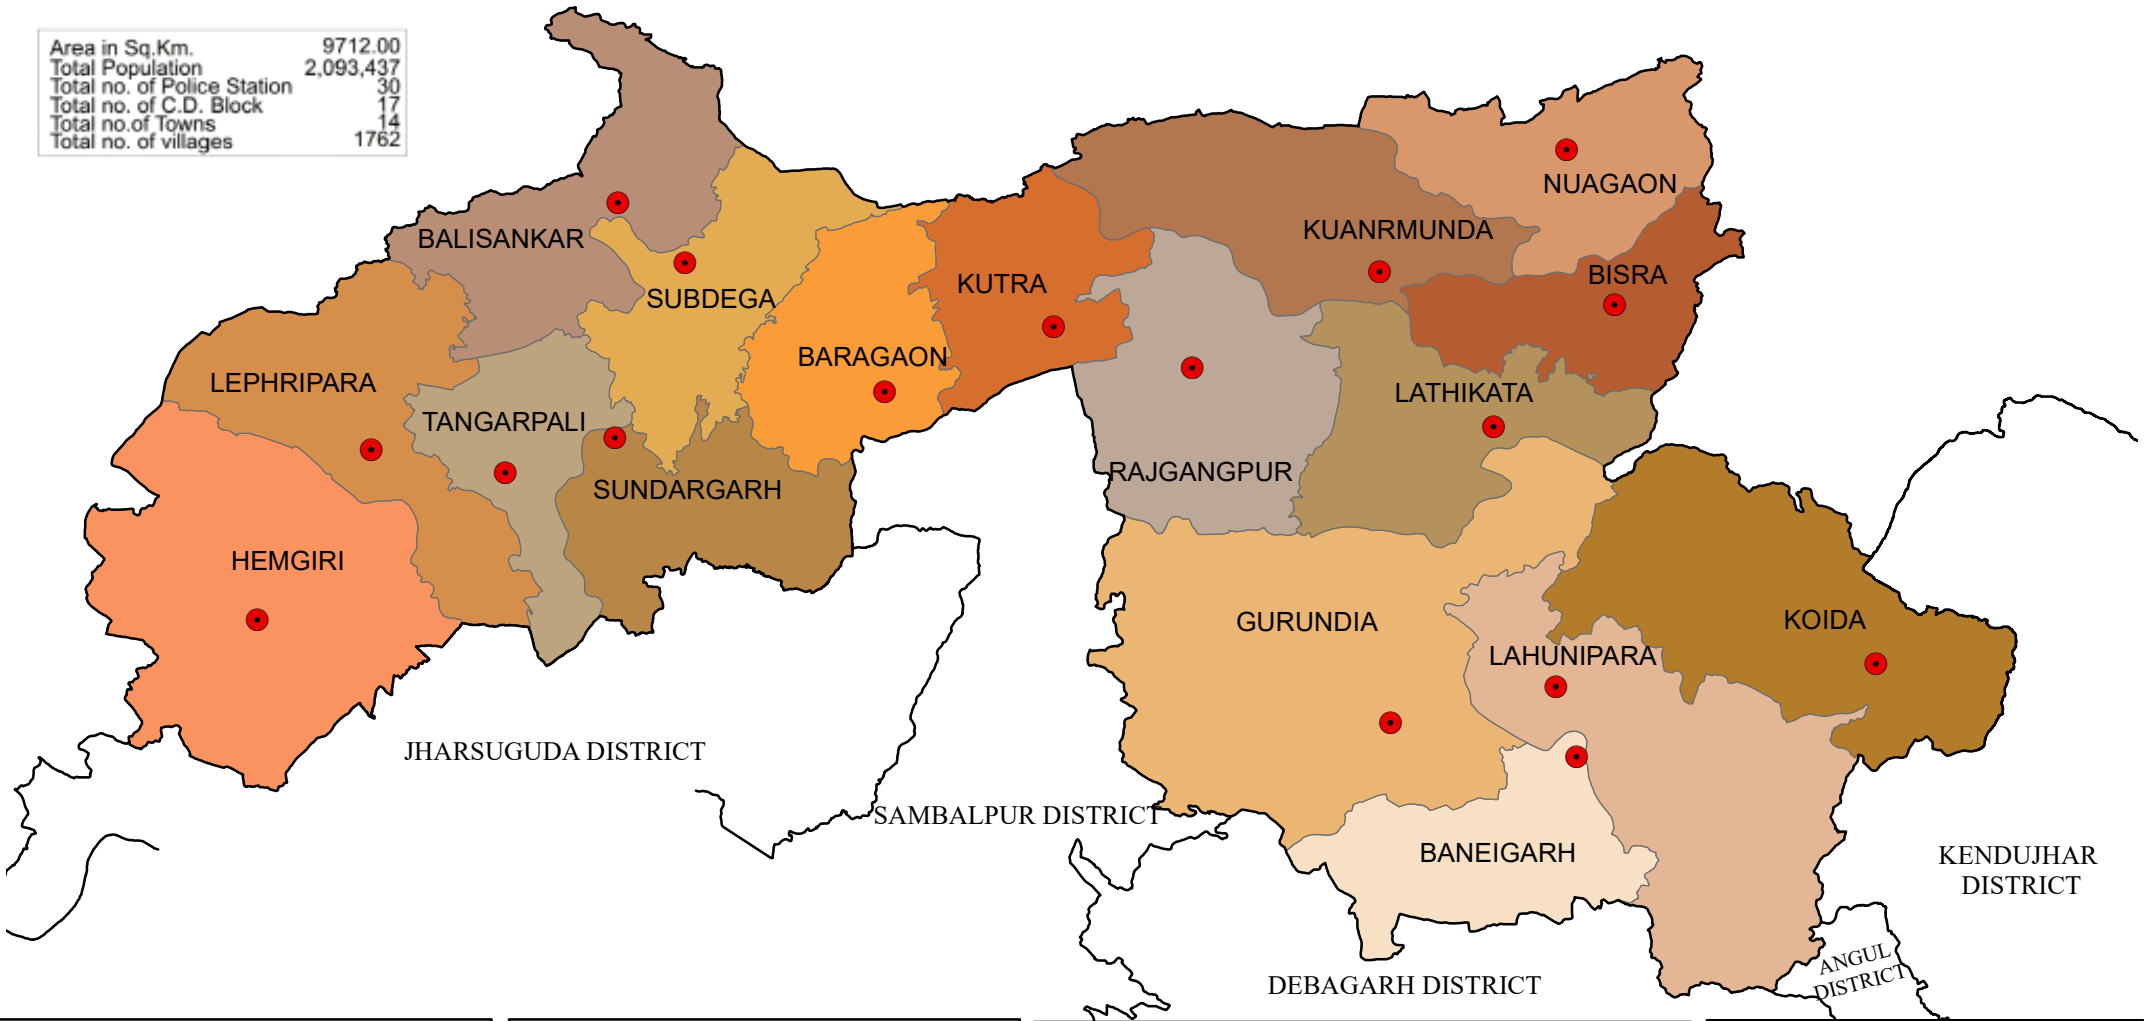 Area in Sq.Km. 9712.00
Total Population 2,093,437
Total no. of Police Station 30
Total no. of C.D. Block 17
Total no.of Towns 14
Total no. of villages 1762
NUAGAON
KUANRMUNDA
BALISANKAR
BISRA
KUTRA
SUBDEGA
BARAGAON
LEPHRIPARA
LATHIKATA
TANGARPALI
RAJGANGPUR
SUNDARGARH
HEMGIRI
GURUNDIA
KOIDA
LAHUNIPARA
JHARSUGUDA DISTRICT
SAMBALPUR DISTRICT
BANEIGARH
KENDUJHAR
DISTRICT
ANGUL
DISTRICT
DEBAGARH DISTRICT